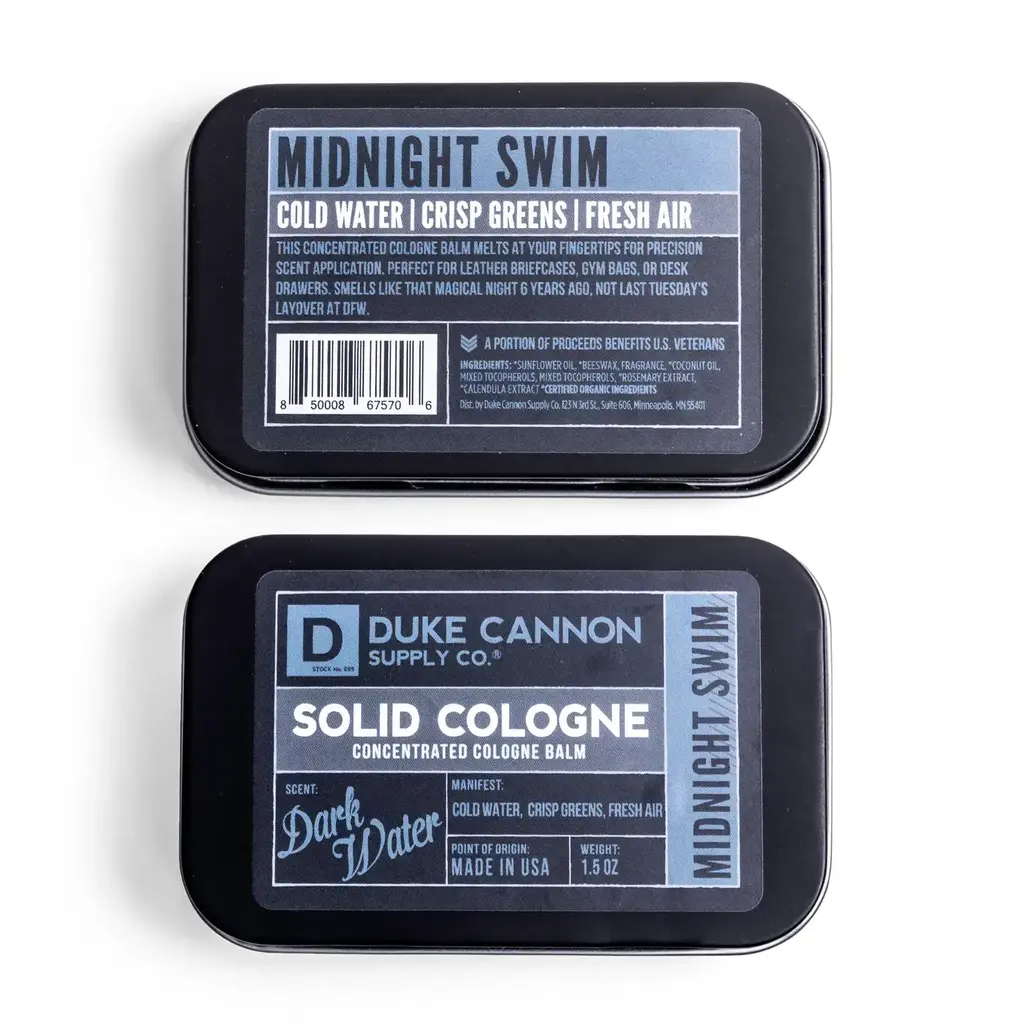 MIDNIGHT SWIM
COLD WATER | CRISP GREENS | FRESH AIR
THIS CONCENTRATED COLOGNE BALM MELTS AT YOUR FINGERTIPS FOR PRECISION
SCENT APPLICATION. PERFECT FOR LEATHER BRIEFCASES, GYM BAGS, OR DESK
DRAWERS. SMELLS LIKE THAT MAGICAL NIGHT 6 YEARS AGO, NOT LAST TUESDAY'S
LAYOVER AT DFW.
8 50008 67570 6
A PORTION OF PROCEEDS BENEFITS U.S. VETERANS
INGREDIENTS: *SUNFLOWER OIL, *BEESWAX, FRAGRANCE, *COCONUT OIL,
MIXED TOCOPHEROLS, MIXED TOCOPHEROLS, *ROSEMARY EXTRACT,
*CALENDULA EXTRACT *CERTIFIED ORGANIC INGREDIENTS
Dist. by Duke Cannon Supply Co. 123 N 3rd St., Suite 606, Minneapolis, MN 55401
D
STOCK No.
DUKE CANNON
SUPPLY CO.®
SOLID COLOGNE
CONCENTRATED COLOGNE BALM
SCENT:
Dark
Water
MANIFEST:
COLD WATER, CRISP GREENS, FRESH AIR
POINT OF ORIGIN:
MADE IN USA
WEIGHT:
1.5 OZ
MIDNIGHT SWIM